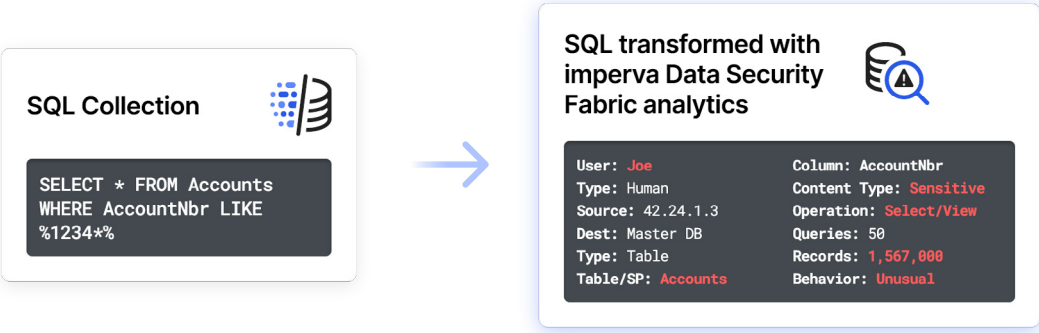 SQL Collection
SELECT * FROM Accounts
WHERE AccountNbr LIKE
%1234*%
SQL transformed with
imperva Data Security
Fabric analytics
User: Joe
Type: Human
Source: 42.24.1.3
Dest: Master DB
Type: Table
Table/SP: Accounts
Column: AccountNbr
Content Type: Sensitive
Operation: Select/View
Queries: 50
Records: 1,567,000
Behavior: Unusual